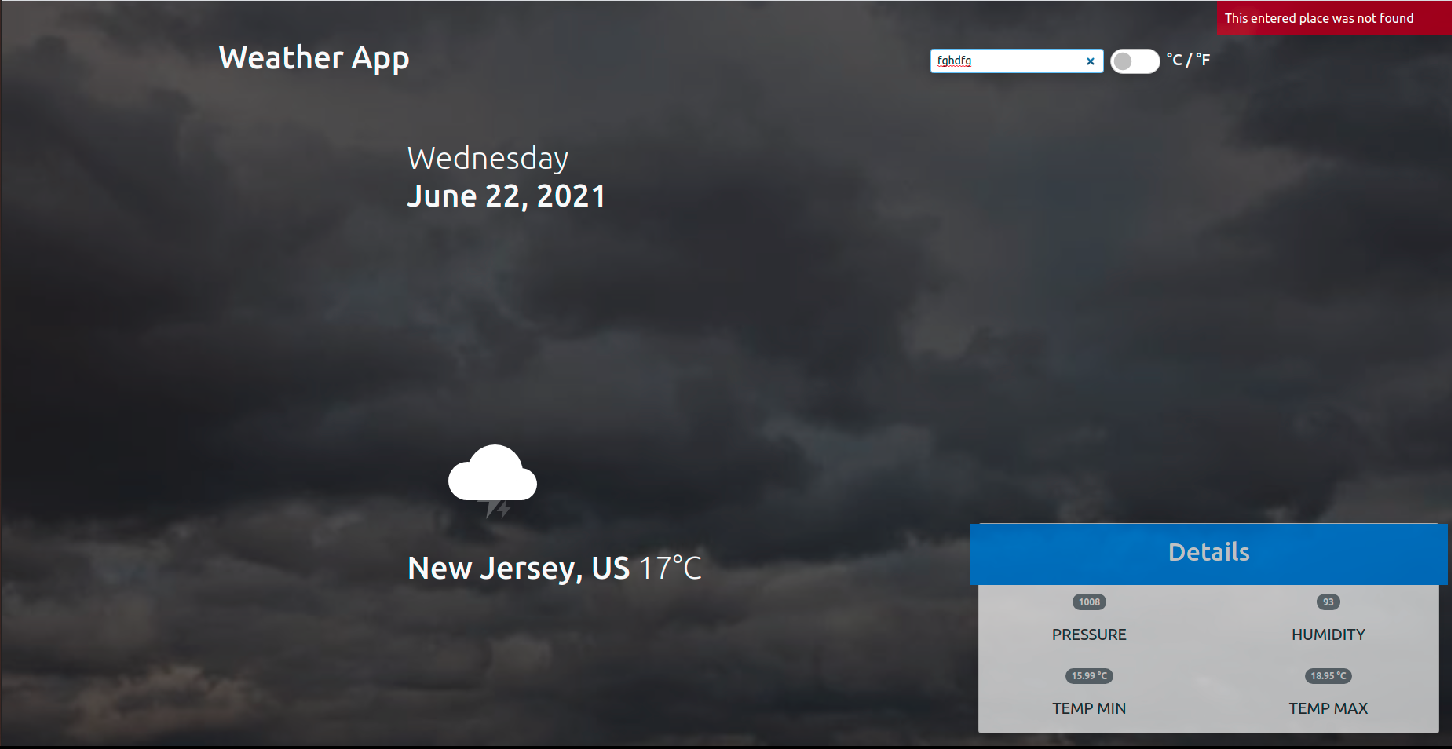 This entered place was not found
Weather App
fghdfg
°C / °F
Wednesday
June 22, 2021
New Jersey, US 17°C
Details
1008
93
PRESSURE
HUMIDITY
15.99 °C
18.95 °C
TEMP MIN
TEMP MAX